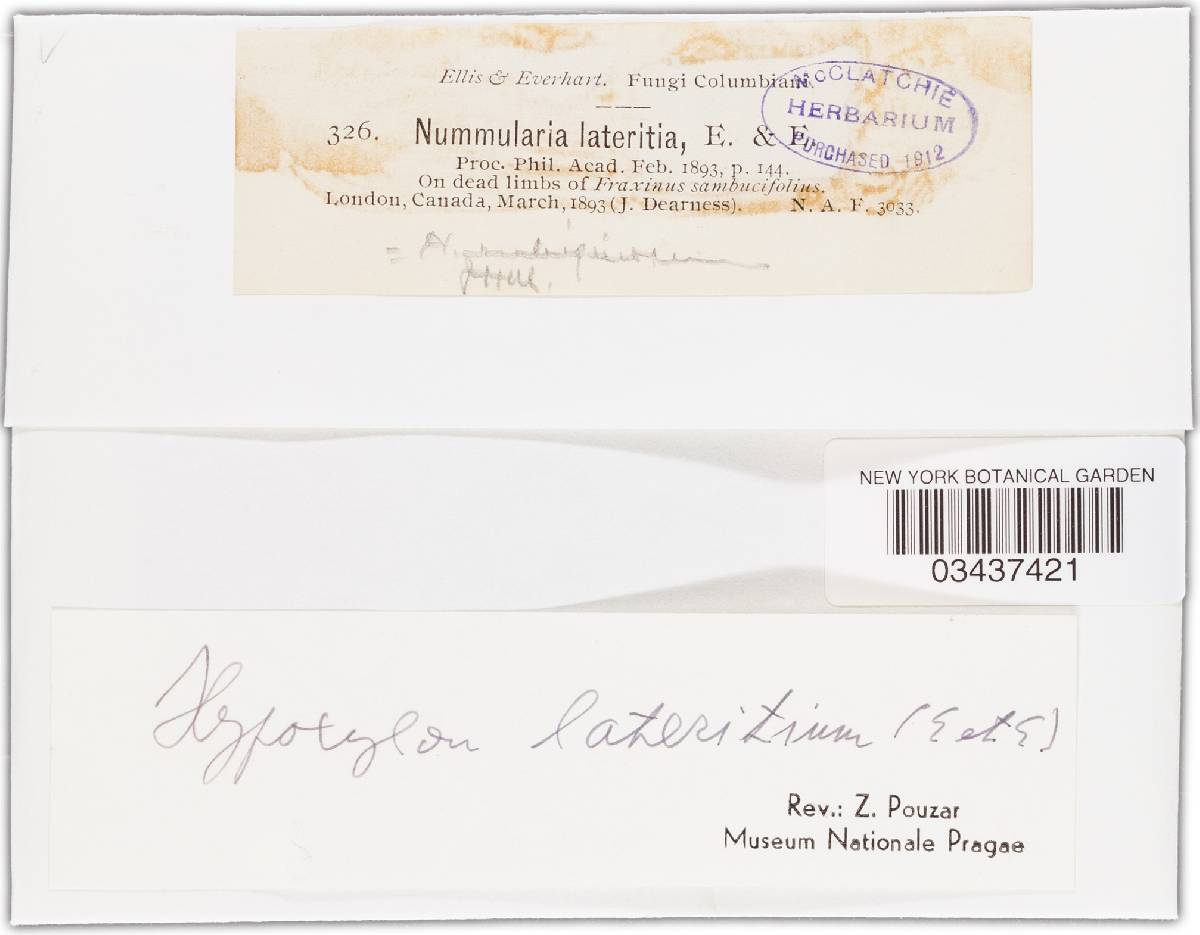 Ellis & Everhart. Fungi Columbiani.
McCLATCHIE
HERBARIUM
PURCHASED 1912
326. Nummularia lateritia, E. & E.
Proc. Phil. Acad. Feb. 1893, p. 144.
On dead limbs of Fraxinus sambucifolius.
London, Canada, March, 1893 (J. Dearness). N. A. F. 3033.
= N.
NEW YORK BOTANICAL GARDEN
03437421
Hypoxylon lateritium (E et E)
Rev.: Z. Pouzar
Museum Nationale Pragae